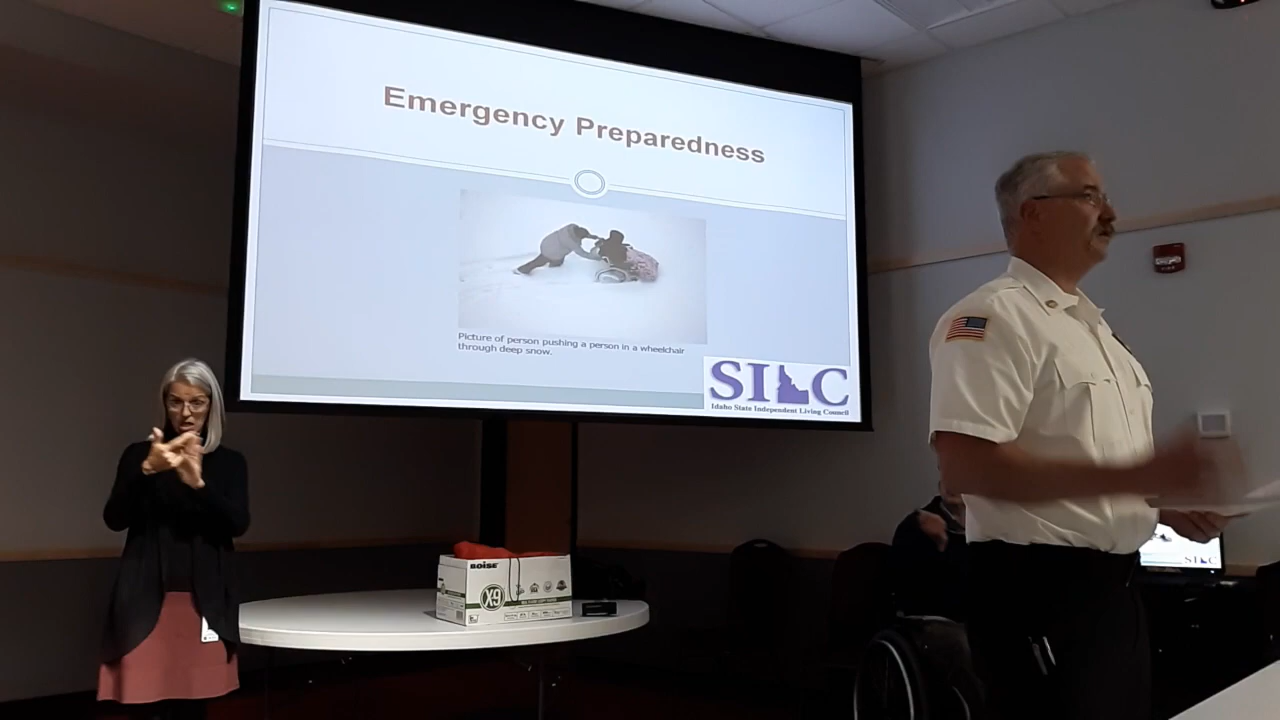 Emergency Preparedness
Picture of person pushing a person in a wheelchair
through deep snow.
SILC
Idaho State Independent Living Council
BOISE
X9